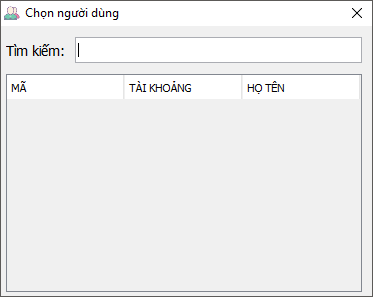 Chọn người dùng
Tìm kiếm:
MÃ TÀI KHOẢNG HỌ TÊN